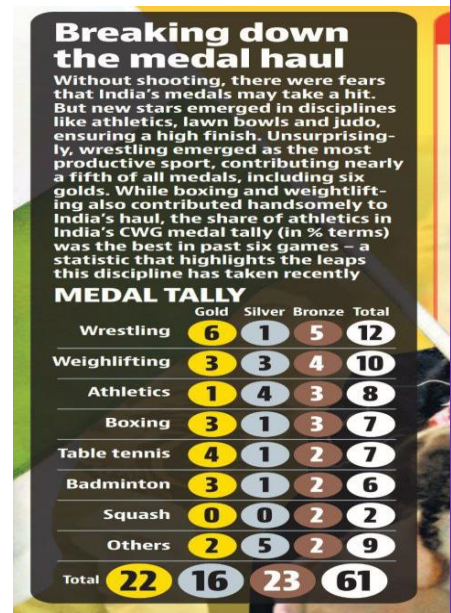 Breaking down
the medal haul
Without shooting, there were fears
that India's medals may take a hit.
But new stars emerged in disciplines
like athletics, lawn bowls and judo,
ensuring a high finish. Unsurprising-
ly, wrestling emerged as the most
productive sport, contributing nearly
a fifth of all medals, including six
golds. While boxing and weightlift-
ing also contributed handsomely to
India's haul, the share of athletics in
India's CWG medal tally (in % terms)
was the best in past six games – a
statistic that highlights the leaps
this discipline has taken recently
MEDAL TALLY
Gold Silver Bronze Total
Wrestling 6 1 5 12
Weighlifting 3 3 4 10
Athletics 1 4 3 8
Boxing 3 1 3 7
Table tennis 4 1 2 7
Badminton 3 1 2 6
Squash 0 0 2 2
Others 2 5 2 9
Total 22 16 23 61